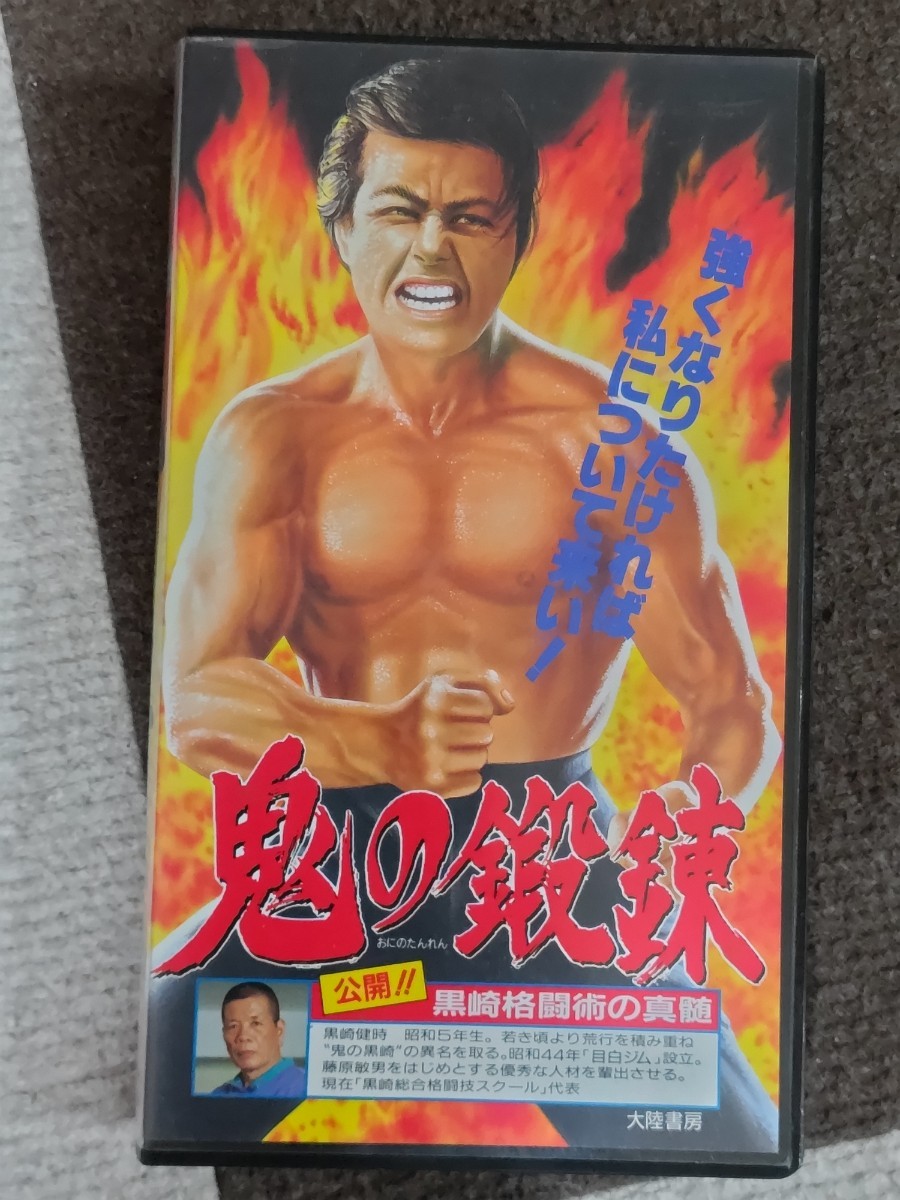 強くなりたければ
私について来い!
鬼の鍛錬
おにのたんれん
公開!!
黒崎格闘術の真髄
黒崎健時 昭和5年生。若き頃より荒行を積み重ね
"鬼の黒崎"の異名を取る。昭和44年「目白ジム」設立。
藤原敏男をはじめとする優秀な人材を輩出させる。
現在「黒崎総合格闘技スクール」代表
大陸書房